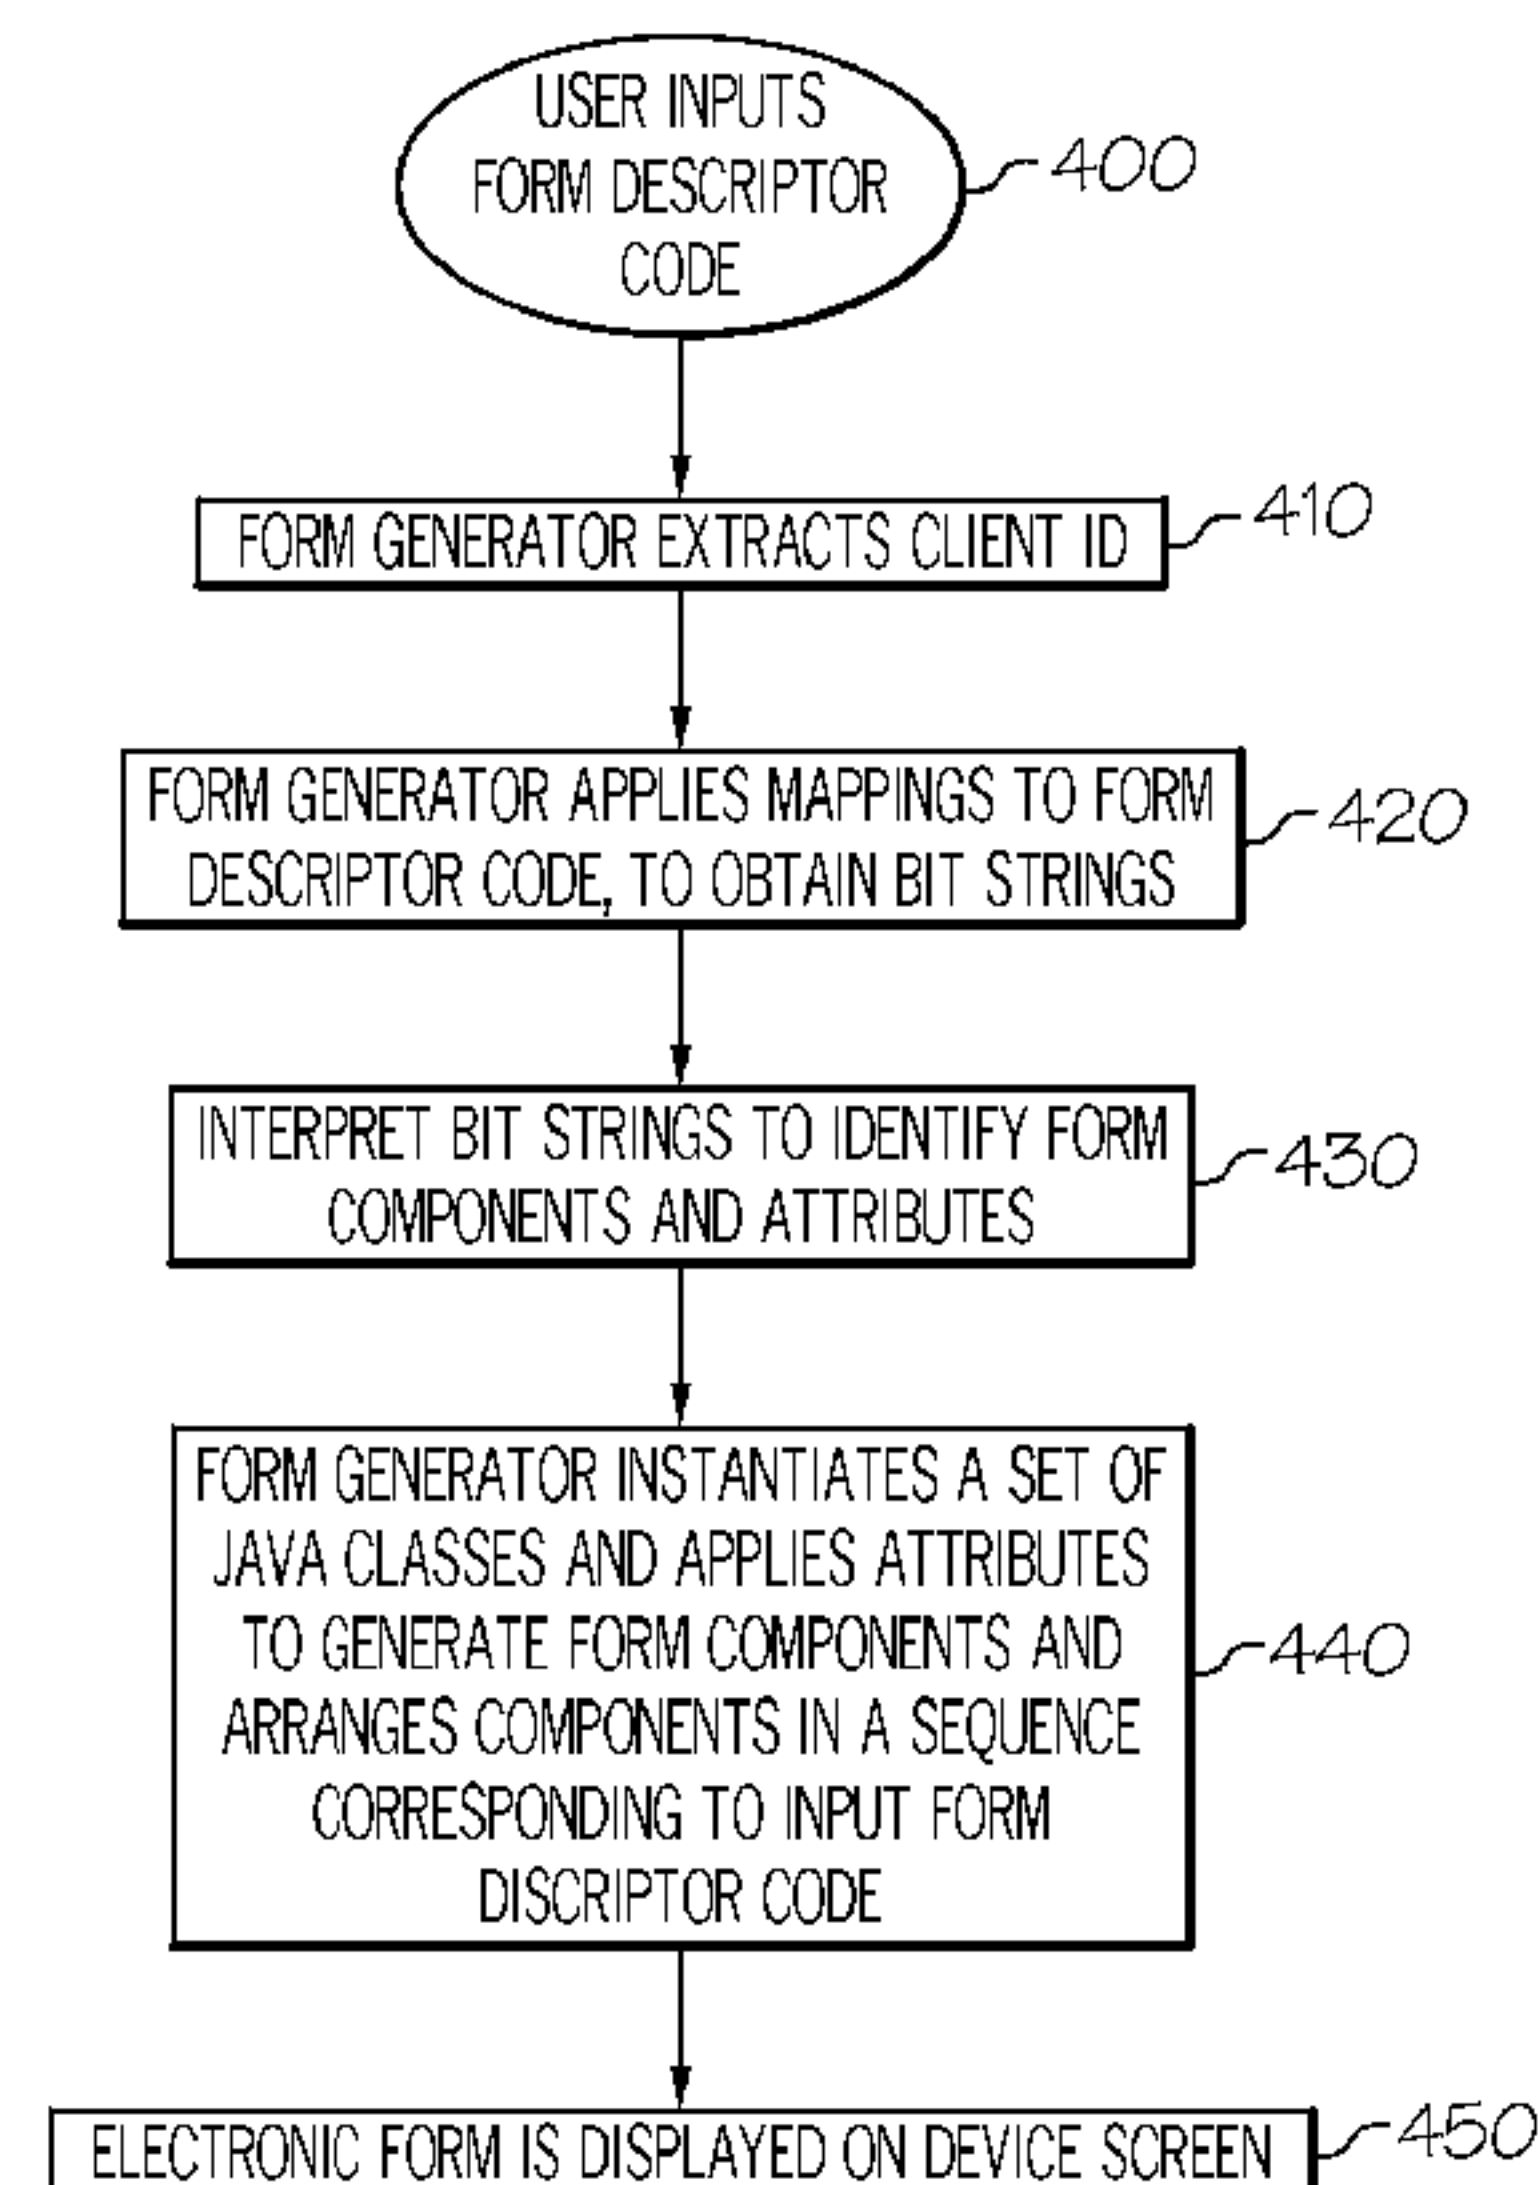 USER INPUTS
FORM DESCRIPTOR
CODE
400
FORM GENERATOR EXTRACTS CLIENT ID
410
FORM GENERATOR APPLIES MAPPINGS TO FORM
DESCRIPTOR CODE, TO OBTAIN BIT STRINGS
420
INTERPRET BIT STRINGS TO IDENTIFY FORM
COMPONENTS AND ATTRIBUTES
430
FORM GENERATOR INSTANTIATES A SET OF
JAVA CLASSES AND APPLIES ATTRIBUTES
TO GENERATE FORM COMPONENTS AND
ARRANGES COMPONENTS IN A SEQUENCE
CORRESPONDING TO INPUT FORM
DISCRIPTOR CODE
440
ELECTRONIC FORM IS DISPLAYED ON DEVICE SCREEN
450